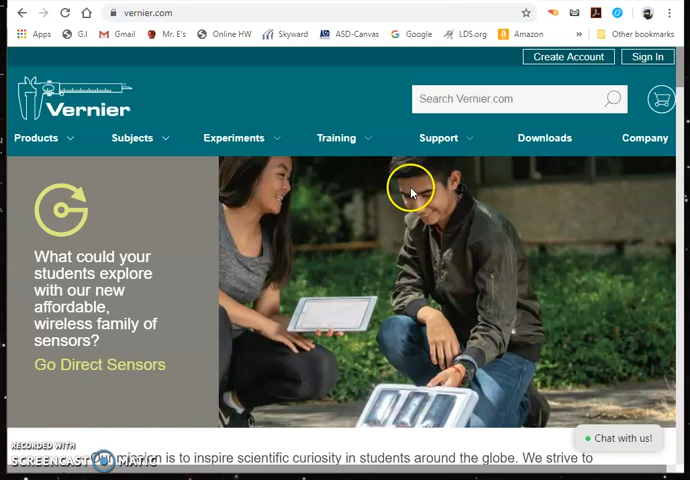 vernier.com
Apps G.I Gmail Mr. E's Online HW Skyward ASD-Canvas Google LDS.org Amazon » Other bookmarks
Create Account Sign In
Vernier
Search Vernier.com
Products Subjects Experiments Training Support Downloads Company
What could your
students explore
with our new
affordable,
wireless family of
sensors?
Go Direct Sensors
Chat with us!
RECORDED WITH
SCREENCAST MATIC
is to inspire scientific curiosity in students around the globe. We strive to